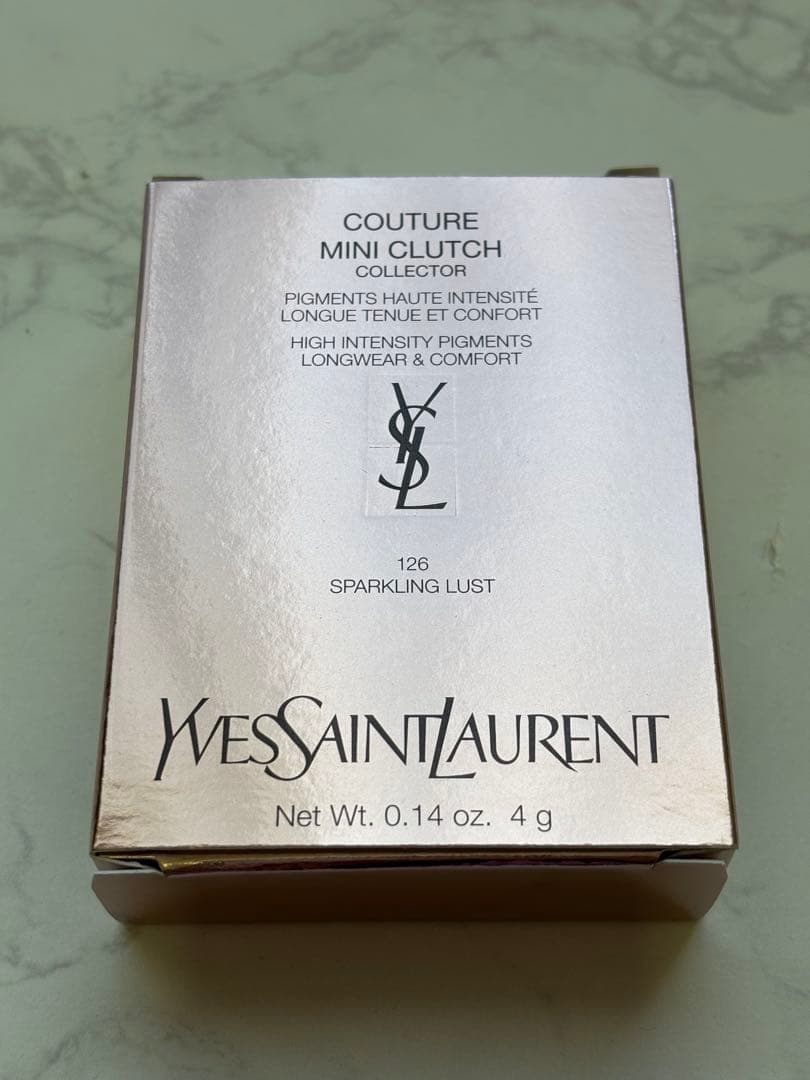 COUTURE
MINI CLUTCH
COLLECTOR
PIGMENTS HAUTE INTENSITÉ
LONGUE TENUE ET CONFORT
HIGH INTENSITY PIGMENTS
LONGWEAR & COMFORT
YSL
126
SPARKLING LUST
YVESSAINTLAURENT
Net Wt. 0.14 oz. 4 g